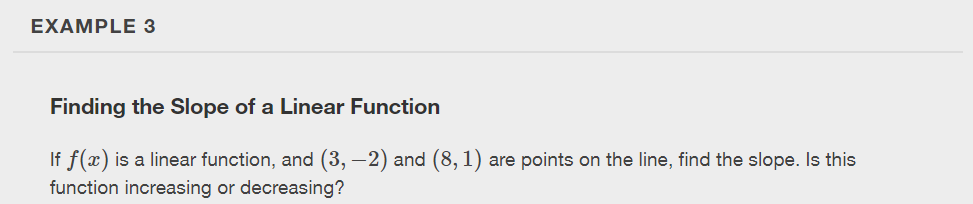 EXAMPLE 3
Finding the Slope of a Linear Function
If f(x) is a linear function, and (3, −2) and (8, 1) are points on the line, find the slope. Is this
function increasing or decreasing?